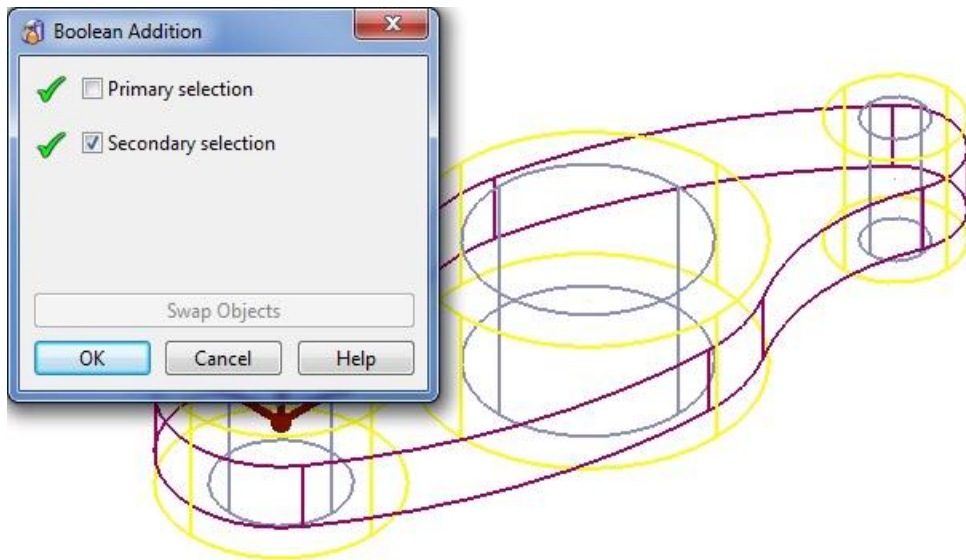 Boolean Addition
Primary selection
Secondary selection
Swap Objects
OK Cancel Help